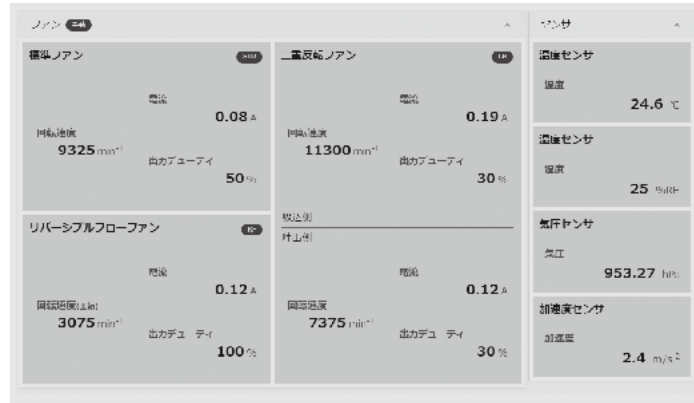 ファン
センサ
標準ファン
電流
0.08 A
回転速度
9325 min⁻¹
出力デューティ
50 %
二重反転ファン
電流
0.19 A
回転速度
11300 min⁻¹
出力デューティ
30 %
吸込側
吐出側
電流
0.12 A
回転速度
7375 min⁻¹
出力デューティ
30 %
リバーシブルフローファン
RF
電流
0.12 A
回転速度(正転)
3075 min⁻¹
出力デューティ
100 %
温度センサ
温度
24.6 ℃
湿度センサ
湿度
25 %RH
気圧センサ
気圧
953.27 hPa
加速度センサ
加速度
2.4 m/s²